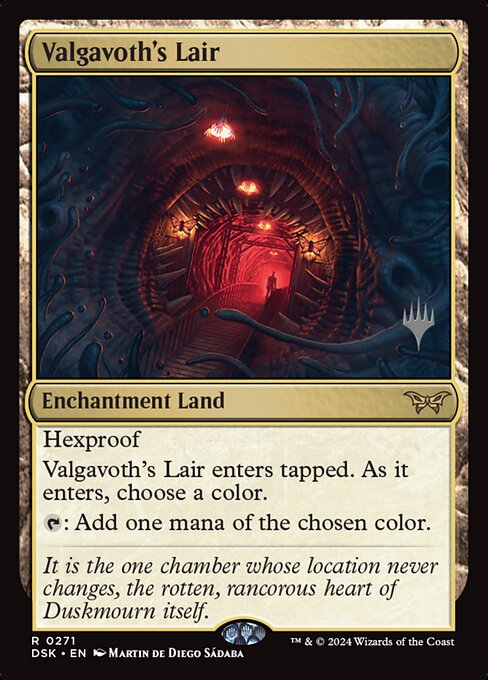 Valgavoth's Lair
Enchantment Land
Hexproof
Valgavoth's Lair enters tapped. As it
enters, choose a color.
: Add one mana of the chosen color.
It is the one chamber whose location never
changes, the rotten, rancorous heart of
Duskmourn itself.
R 0271
DSK • EN Martin de Diego Sádaba
™ & © 2024 Wizards of the Coast